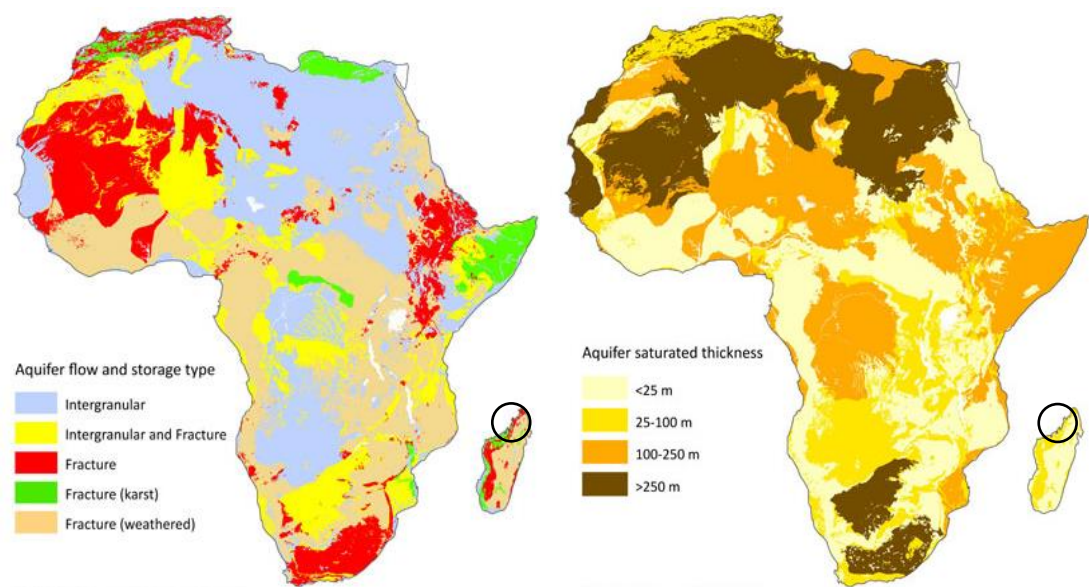 Aquifer flow and storage type
Intergranular
Intergranular and Fracture
Fracture
Fracture (karst)
Fracture (weathered)
Aquifer saturated thickness
<25 m
25-100 m
100-250 m
>250 m